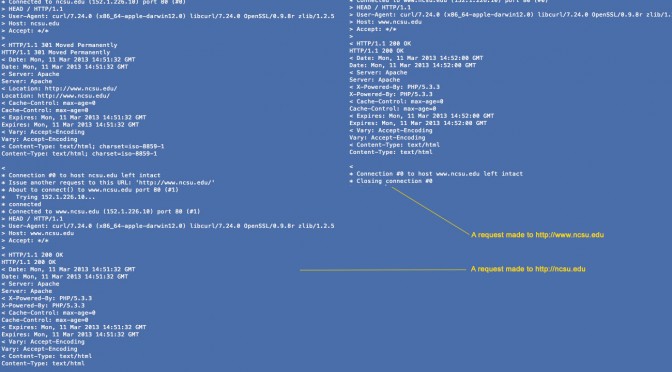 * Connected to ncsu.edu (152.1.226.10) port 80 (#0)
> HEAD / HTTP/1.1
> User-Agent: curl/7.24.0 (x86_64-apple-darwin12.0) libcurl/7.24.0 OpenSSL/0.9.8r zlib/1.2.5
> Host: ncsu.edu
> Accept: */*
>
< HTTP/1.1 301 Moved Permanently
HTTP/1.1 301 Moved Permanently
< Date: Mon, 11 Mar 2013 14:51:32 GMT
Date: Mon, 11 Mar 2013 14:51:32 GMT
< Server: Apache
Server: Apache
< Location: http://www.ncsu.edu/
Location: http://www.ncsu.edu/
< Cache-Control: max-age=0
Cache-Control: max-age=0
< Expires: Mon, 11 Mar 2013 14:51:32 GMT
Expires: Mon, 11 Mar 2013 14:51:32 GMT
< Vary: Accept-Encoding
Vary: Accept-Encoding
< Content-Type: text/html; charset=iso-8859-1
Content-Type: text/html; charset=iso-8859-1
<
* Connection #0 to host ncsu.edu left intact
* Issue another request to this URL: 'http://www.ncsu.edu/'
* About to connect() to www.ncsu.edu port 80 (#1)
* Trying 152.1.226.10...
* connected
* Connected to www.ncsu.edu (152.1.226.10) port 80 (#1)
> HEAD / HTTP/1.1
> User-Agent: curl/7.24.0 (x86_64-apple-darwin12.0) libcurl/7.24.0 OpenSSL/0.9.8r zlib/1.2.5
> Host: www.ncsu.edu
> Accept: */*
>
< HTTP/1.1 200 OK
HTTP/1.1 200 OK
< Date: Mon, 11 Mar 2013 14:51:32 GMT
Date: Mon, 11 Mar 2013 14:51:32 GMT
< Server: Apache
Server: Apache
< X-Powered-By: PHP/5.3.3
X-Powered-By: PHP/5.3.3
< Cache-Control: max-age=0
Cache-Control: max-age=0
< Expires: Mon, 11 Mar 2013 14:51:32 GMT
Expires: Mon, 11 Mar 2013 14:51:32 GMT
< Vary: Accept-Encoding
Vary: Accept-Encoding
< Content-Type: text/html
Content-Type: text/html
* Connected to www.ncsu.edu (152.1.226.10) port 80 (#0)
> HEAD / HTTP/1.1
> User-Agent: curl/7.24.0 (x86_64-apple-darwin12.0) libcurl/7.24.0 OpenSSL/0.9.8r zlib/1.2.5
> Host: www.ncsu.edu
> Accept: */*
>
< HTTP/1.1 200 OK
HTTP/1.1 200 OK
< Date: Mon, 11 Mar 2013 14:52:00 GMT
Date: Mon, 11 Mar 2013 14:52:00 GMT
< Server: Apache
Server: Apache
< X-Powered-By: PHP/5.3.3
X-Powered-By: PHP/5.3.3
< Cache-Control: max-age=0
Cache-Control: max-age=0
< Expires: Mon, 11 Mar 2013 14:52:00 GMT
Expires: Mon, 11 Mar 2013 14:52:00 GMT
< Vary: Accept-Encoding
Vary: Accept-Encoding
< Content-Type: text/html
Content-Type: text/html
<
* Connection #0 to host www.ncsu.edu left intact
* Closing connection #0
A request made to http://www.ncsu.edu
A request made to http://ncsu.edu